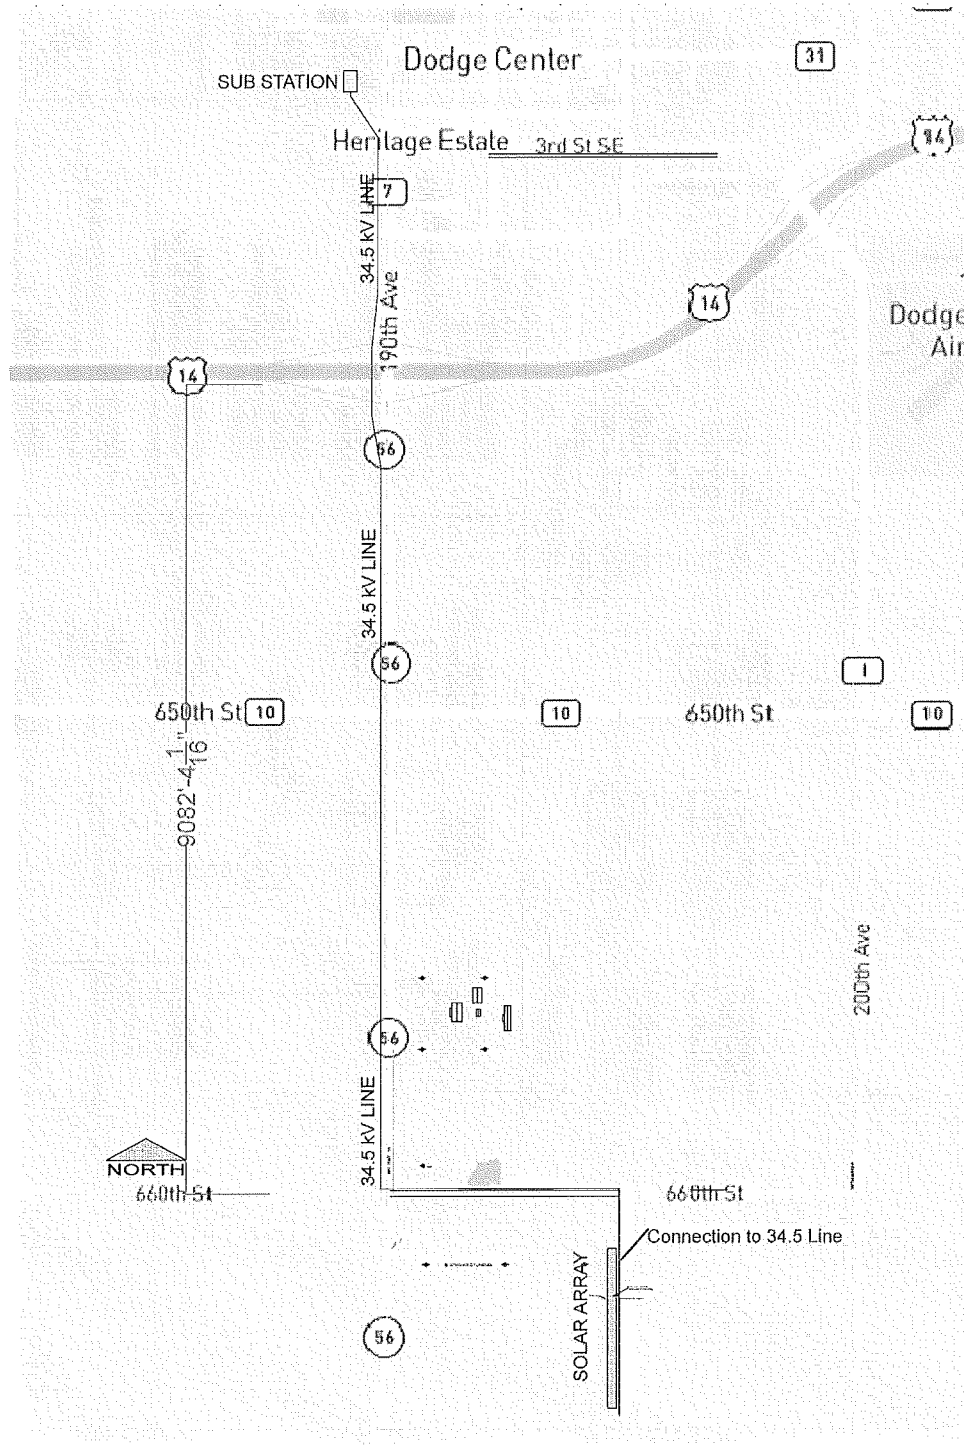 Dodge Center
31
SUB STATION
Heritage Estate
3rd St SE
14
7
34.5 kV LINE
190th Ave
14
Dodge
Air
14
56
34.5 kV LINE
56
1
650th St
10
10
650th St
10
9082'-4 1/16"
200th Ave
56
34.5 kV LINE
NORTH
660th St
660th St
Connection to 34.5 Line
SOLAR ARRAY
56